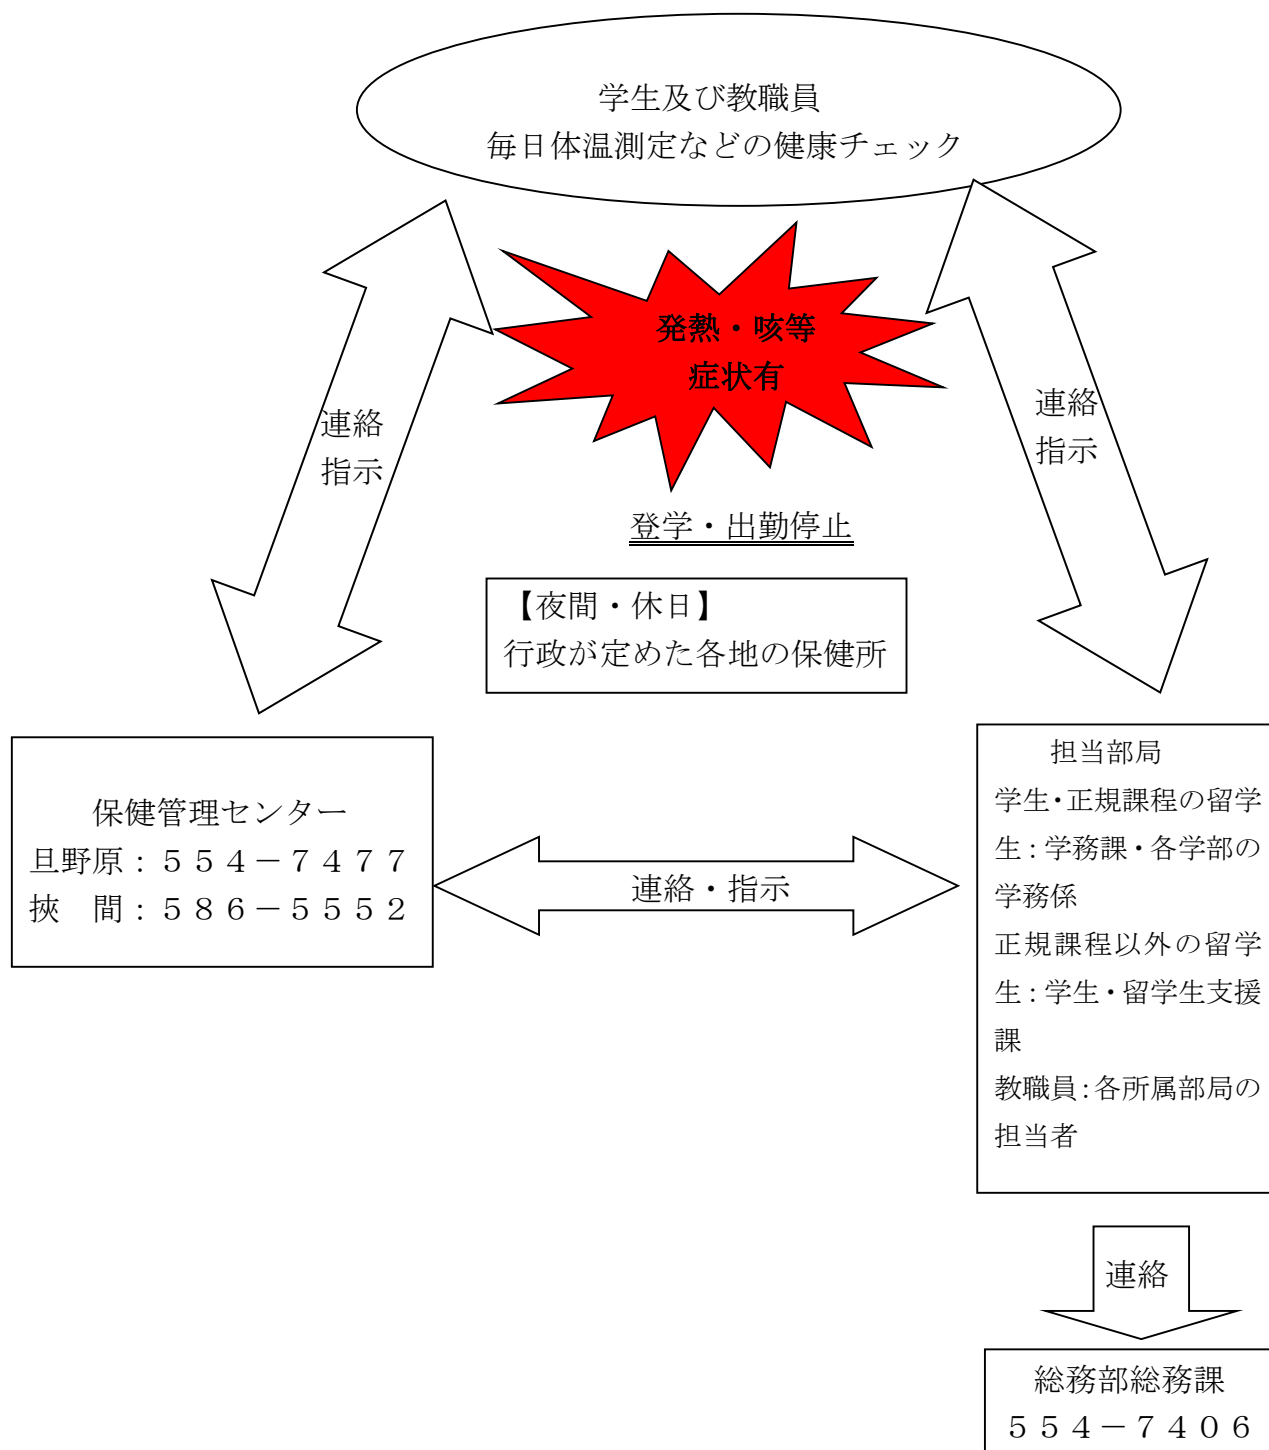 学生及び教職員
毎日体温測定などの健康チェック
発熱・咳等
症状有
連絡
指示
連絡
指示
登学・出勤停止
【夜間・休日】
行政が定めた各地の保健所
保健管理センター
旦野原：５５４－７４７７
挾　間：５８６－５５５２
連絡・指示
担当部局
学生・正規課程の留学
生：学務課・各学部の
学務係
正規課程以外の留学
生：学生・留学生支援
課
教職員：各所属部局の
担当者
連絡
総務部総務課
５５４－７４０６